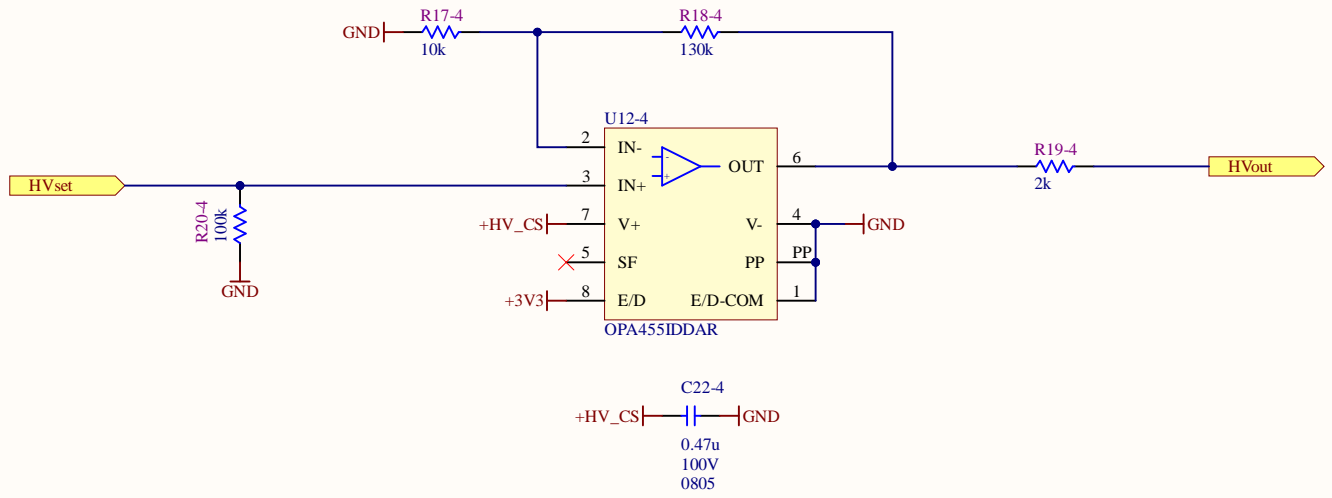 R17-4
R18-4
GND
10k
130k
U12-4
2
IN-
OUT
6
R19-4
2k
HVout
HVset
3
IN+
R20-4
100k
GND
+HV_CS
7
V+
V-
4
GND
5
SF
PP
PP
+3V3
8
E/D
E/D-COM
1
OPA455IDDAR
C22-4
+HV_CS
GND
0.47u
100V
0805